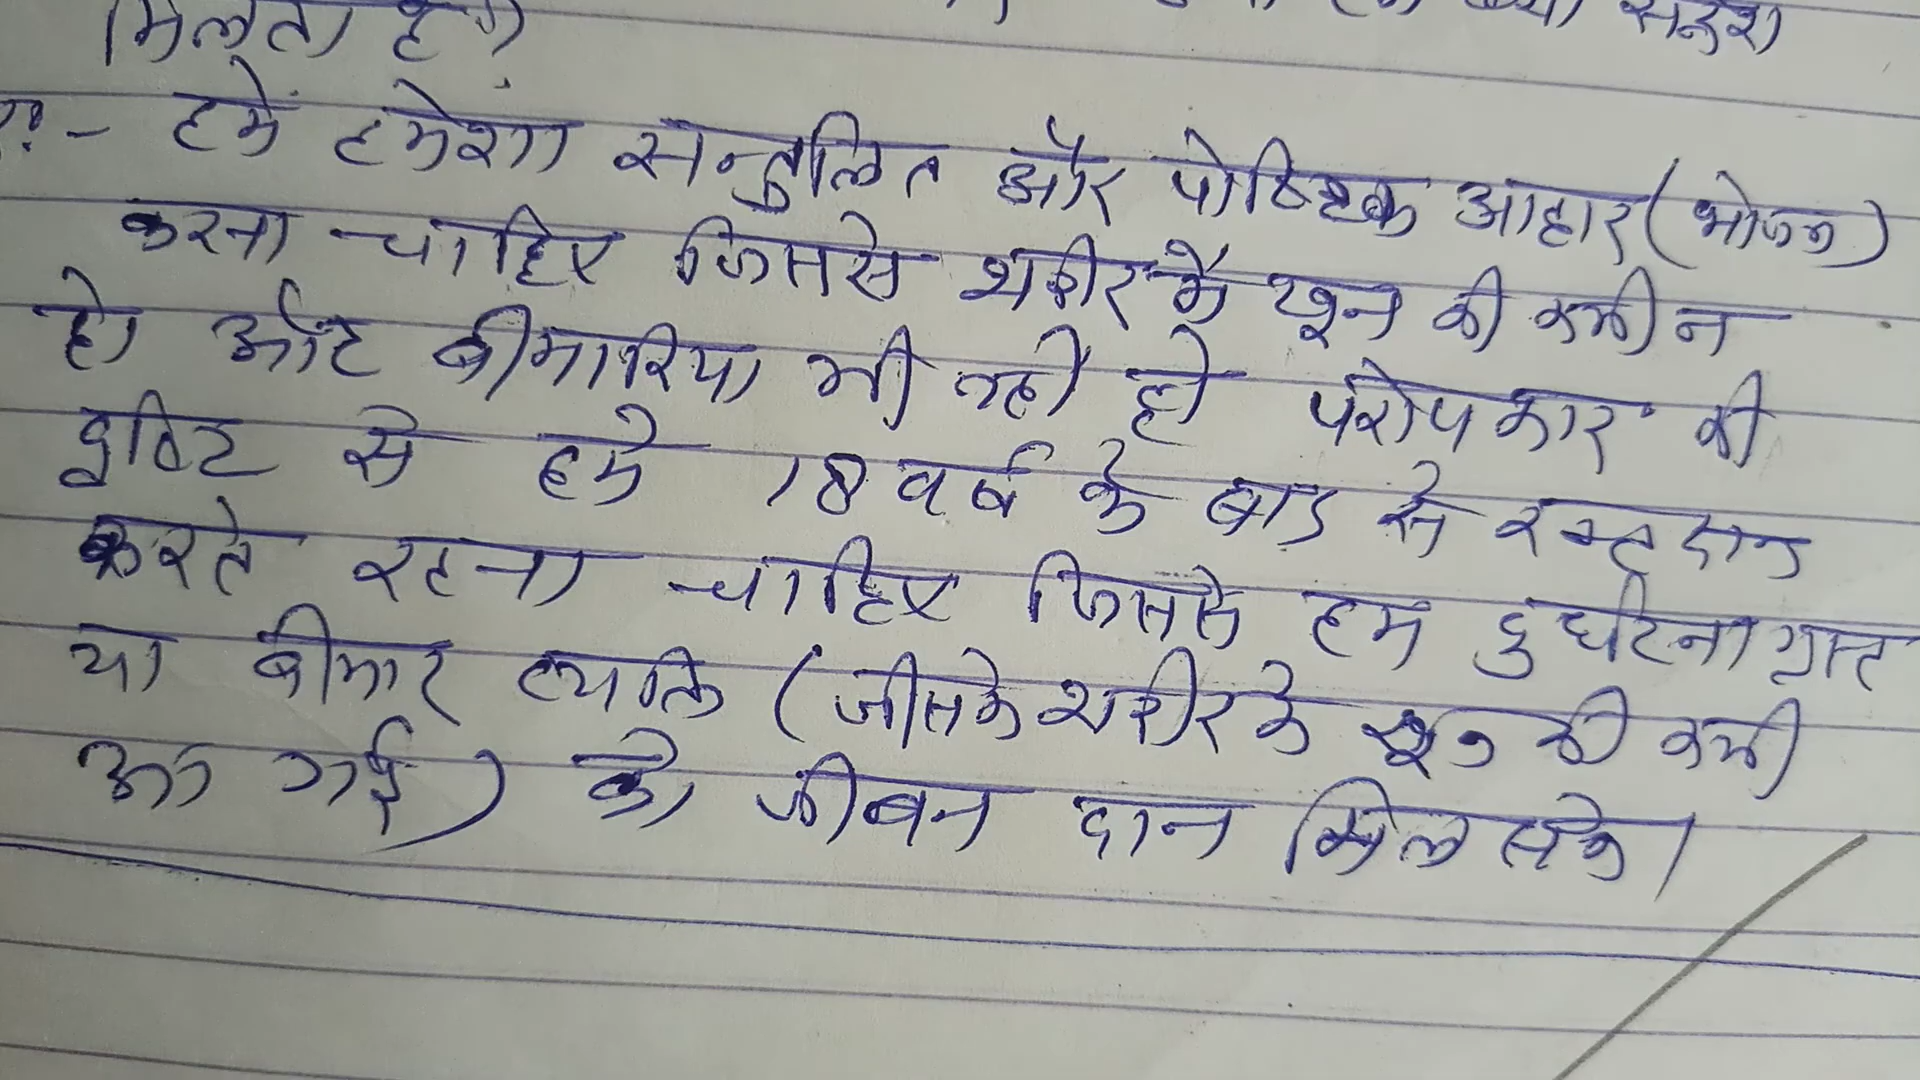 क्या सन्देश
मिलता है?
उ?- हमें हमेशा सन्तुलित और पोष्टिक आहार (भोजन)
करना चाहिए जिससे शरीर मै खून की कमी न
हो और बीमारिया भी नही हो परोपकार की
दृष्टि से हमे 18 वर्ष के बाद से रक्तदान
करते रहना चाहिए जिससे हम दुर्घटनाग्रस्त
या बीमार व्यक्ति (जीसके शरीर के खून की कमी
आ गई) को जीवन दान मिल सके।